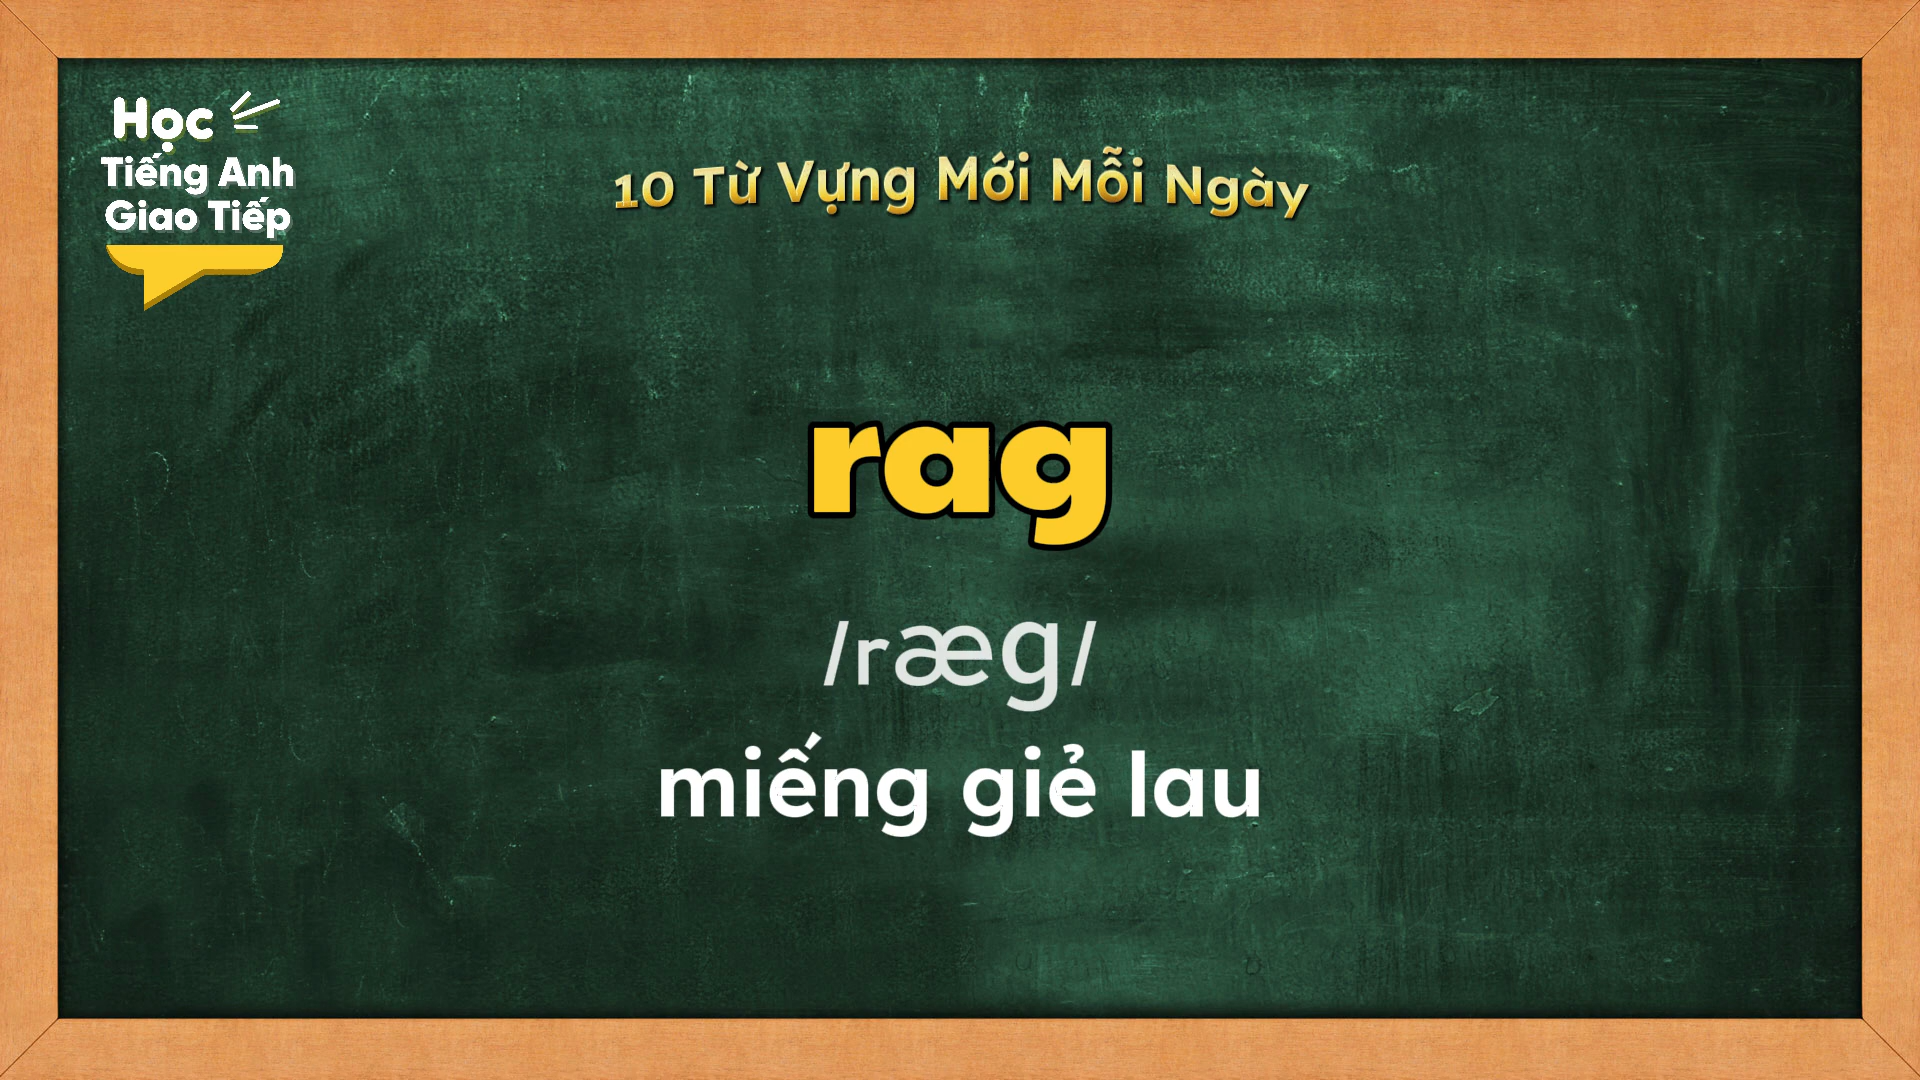 Học
Tiếng Anh
Giao Tiếp
10 Từ Vựng Mới Mỗi Ngày
rag
/ræg/
miếng giẻ lau